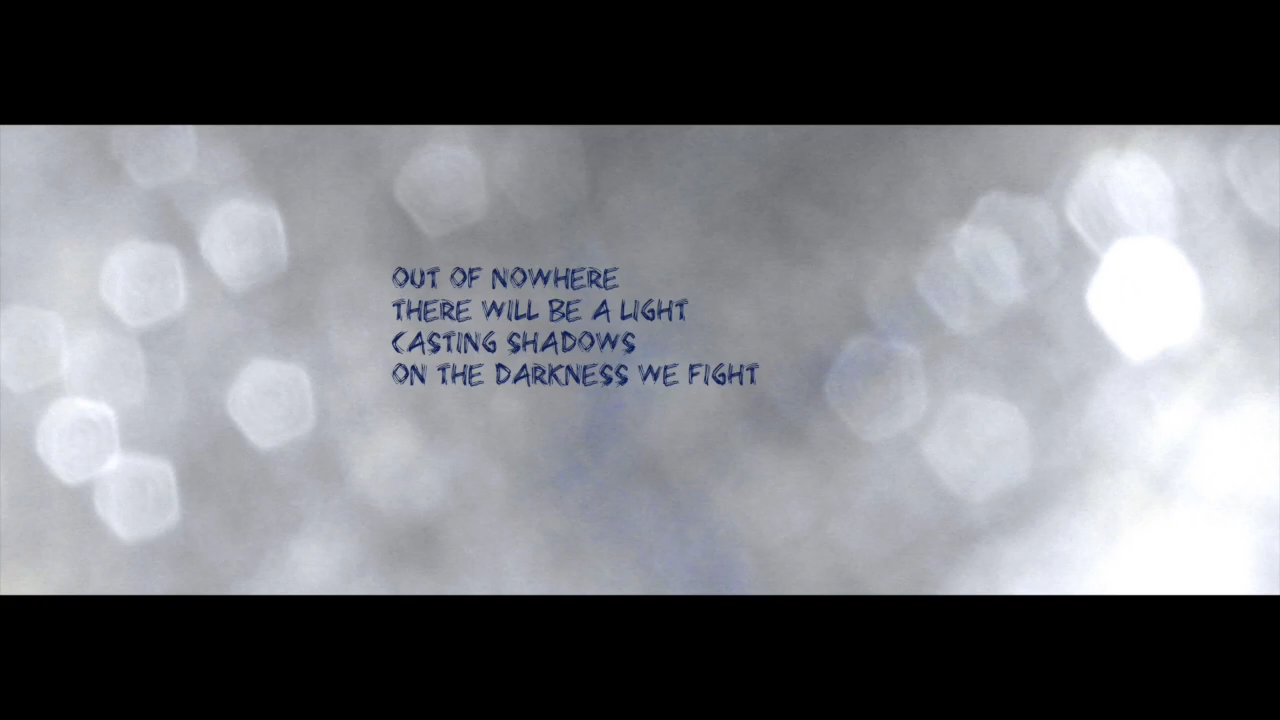 OUT OF NOWHERE
THERE WILL BE A LIGHT
CASTING SHADOWS
ON THE DARKNESS WE FIGHT